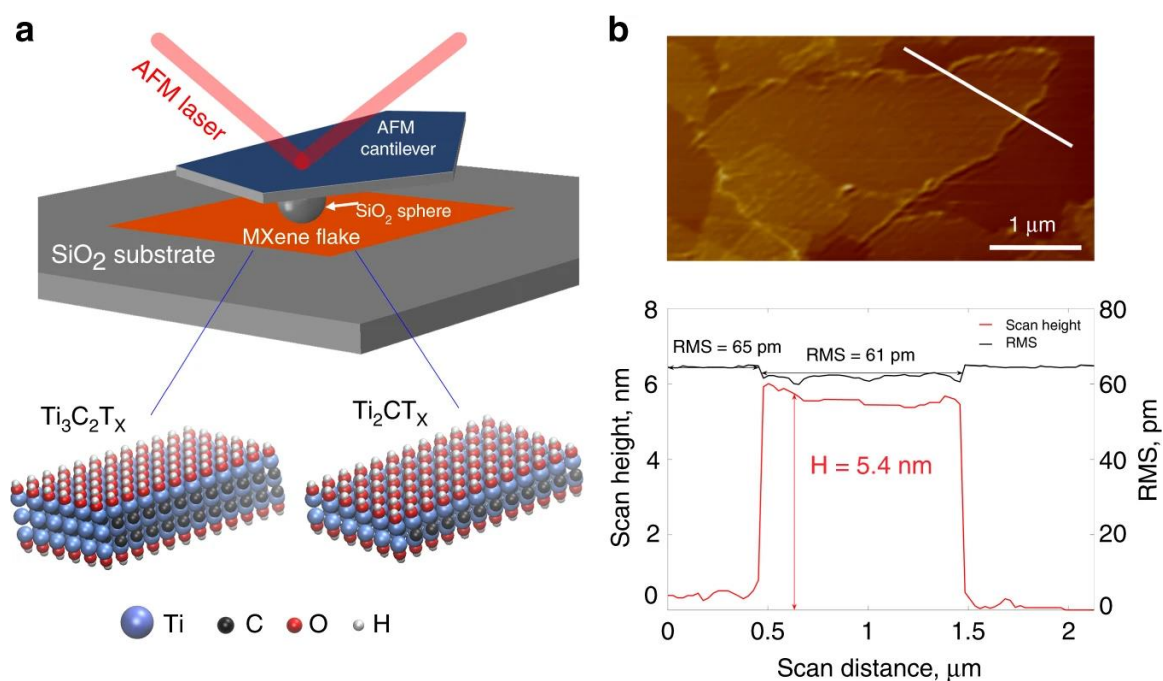 a
AFM laser
AFM
cantilever
SiO₂ sphere
MXene flake
SiO₂ substrate
Ti₃C₂Tₓ
Ti₂CTₓ
Ti
C
O
H
b
1 μm
8
6
4
2
0
Scan height, nm
80
60
40
20
0
RMS, pm
Scan height
RMS
RMS = 65 pm
RMS = 61 pm
H = 5.4 nm
0
0.5
1
1.5
2
Scan distance, μm